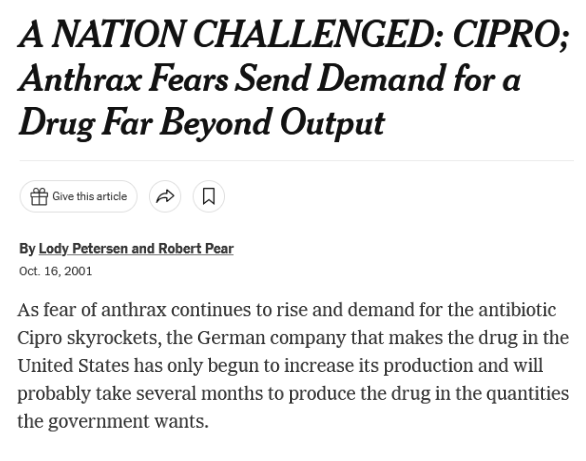 A NATION CHALLENGED: CIPRO;
Anthrax Fears Send Demand for a
Drug Far Beyond Output
Give this article
By Lody Petersen and Robert Pear
Oct. 16, 2001
As fear of anthrax continues to rise and demand for the antibiotic
Cipro skyrockets, the German company that makes the drug in the
United States has only begun to increase its production and will
probably take several months to produce the drug in the quantities
the government wants.